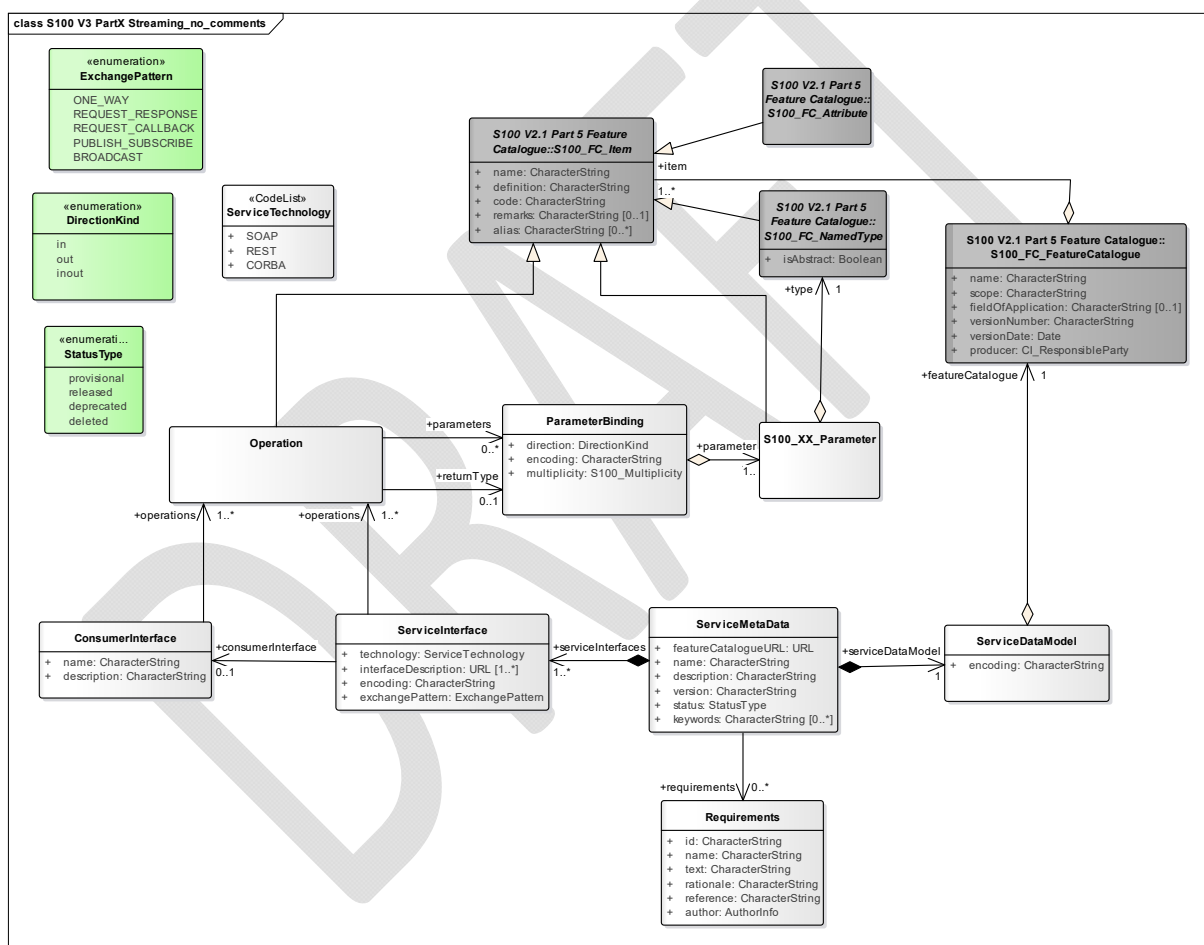 class S100 V3 PartX Streaming_no_comments
«enumeration»
ExchangePattern
ONE_WAY
REQUEST_RESPONSE
REQUEST_CALLBACK
PUBLISH_SUBSCRIBE
BROADCAST
«enumeration»
DirectionKind
in
out
inout
«CodeList»
ServiceTechnology
+ SOAP
+ REST
+ CORBA
«enumerati...
StatusType
provisional
released
deprecated
deleted
S100 V2.1 Part 5 Feature
Catalogue::S100_FC_Item
+ name: CharacterString
+ definition: CharacterString
+ code: CharacterString
+ remarks: CharacterString [0..1]
+ alias: CharacterString [0..*]
S100 V2.1 Part 5
Feature Catalogue::
S100_FC_Attribute
+item
1..*
S100 V2.1 Part 5
Feature Catalogue::
S100_FC_NamedType
+ isAbstract: Boolean
+type 1
S100 V2.1 Part 5 Feature Catalogue::
S100_FC_FeatureCatalogue
+ name: CharacterString
+ scope: CharacterString
+ fieldOfApplication: CharacterString [0..1]
+ versionNumber: CharacterString
+ versionDate: Date
+ producer: CI_ResponsibleParty
+featureCatalogue 1
Operation
+parameters
0..*
+returnType
0..1
ParameterBinding
+ direction: DirectionKind
+ encoding: CharacterString
+ multiplicity: S100_Multiplicity
+parameter
1..
S100_XX_Parameter
+operations 1..*
+operations 1..*
ConsumerInterface
+ name: CharacterString
+ description: CharacterString
+consumerInterface
0..1
ServiceInterface
+ technology: ServiceTechnology
+ interfaceDescription: URL [1..*]
+ encoding: CharacterString
+ exchangePattern: ExchangePattern
+serviceInterfaces
1..*
ServiceMetaData
+ featureCatalogueURL: URL
+ name: CharacterString
+ description: CharacterString
+ version: CharacterString
+ status: StatusType
+ keywords: CharacterString [0..*]
+serviceDataModel
1
ServiceDataModel
+ encoding: CharacterString
+requirements 0..*
Requirements
+ id: CharacterString
+ name: CharacterString
+ text: CharacterString
+ rationale: CharacterString
+ reference: CharacterString
+ author: AuthorInfo
DRAFT